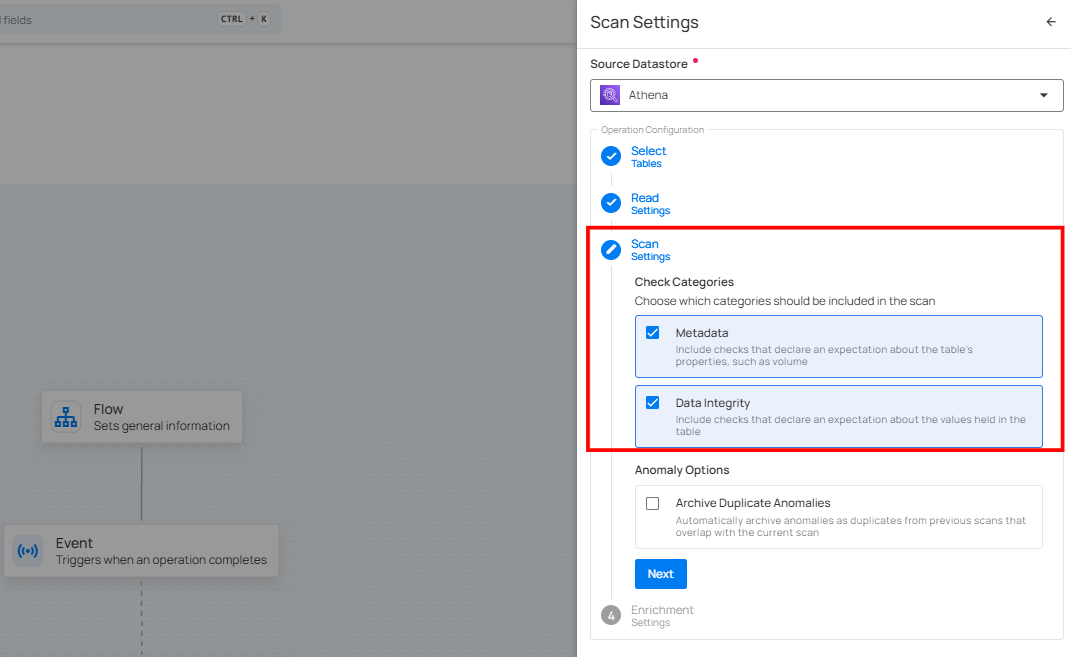 fields
CTRL + K
Scan Settings
Source Datastore
Athena
Operation Configuration
Select
Tables
Read
Settings
Scan
Settings
Check Categories
Choose which categories should be included in the scan
Metadata
Include checks that declare an expectation about the table's
properties, such as volume
Data Integrity
Include checks that declare an expectation about the values held in the
table
Anomaly Options
Archive Duplicate Anomalies
Automatically archive anomalies as duplicates from previous scans that
overlap with the current scan
Next
4
Enrichment
Settings
Flow
Sets general information
Event
Triggers when an operation completes